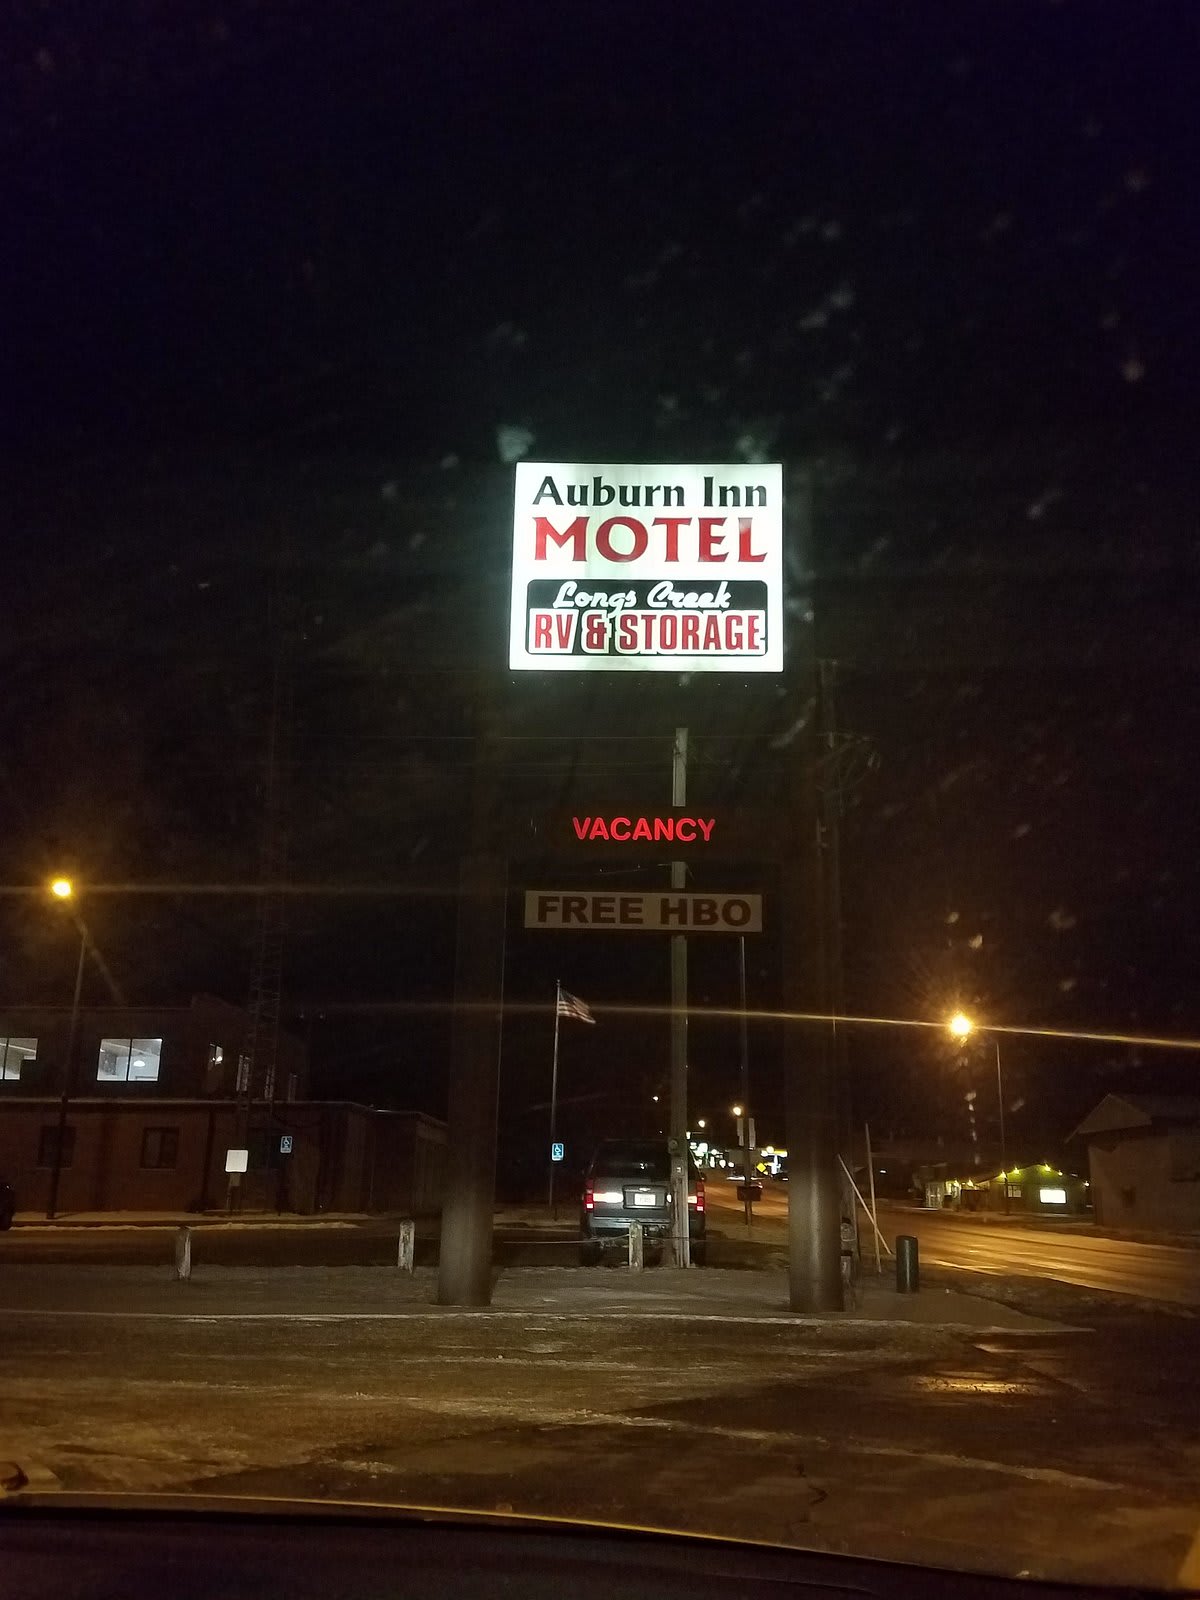 Auburn Inn
MOTEL
Longs Creek
RV & STORAGE
VACANCY
FREE HBO